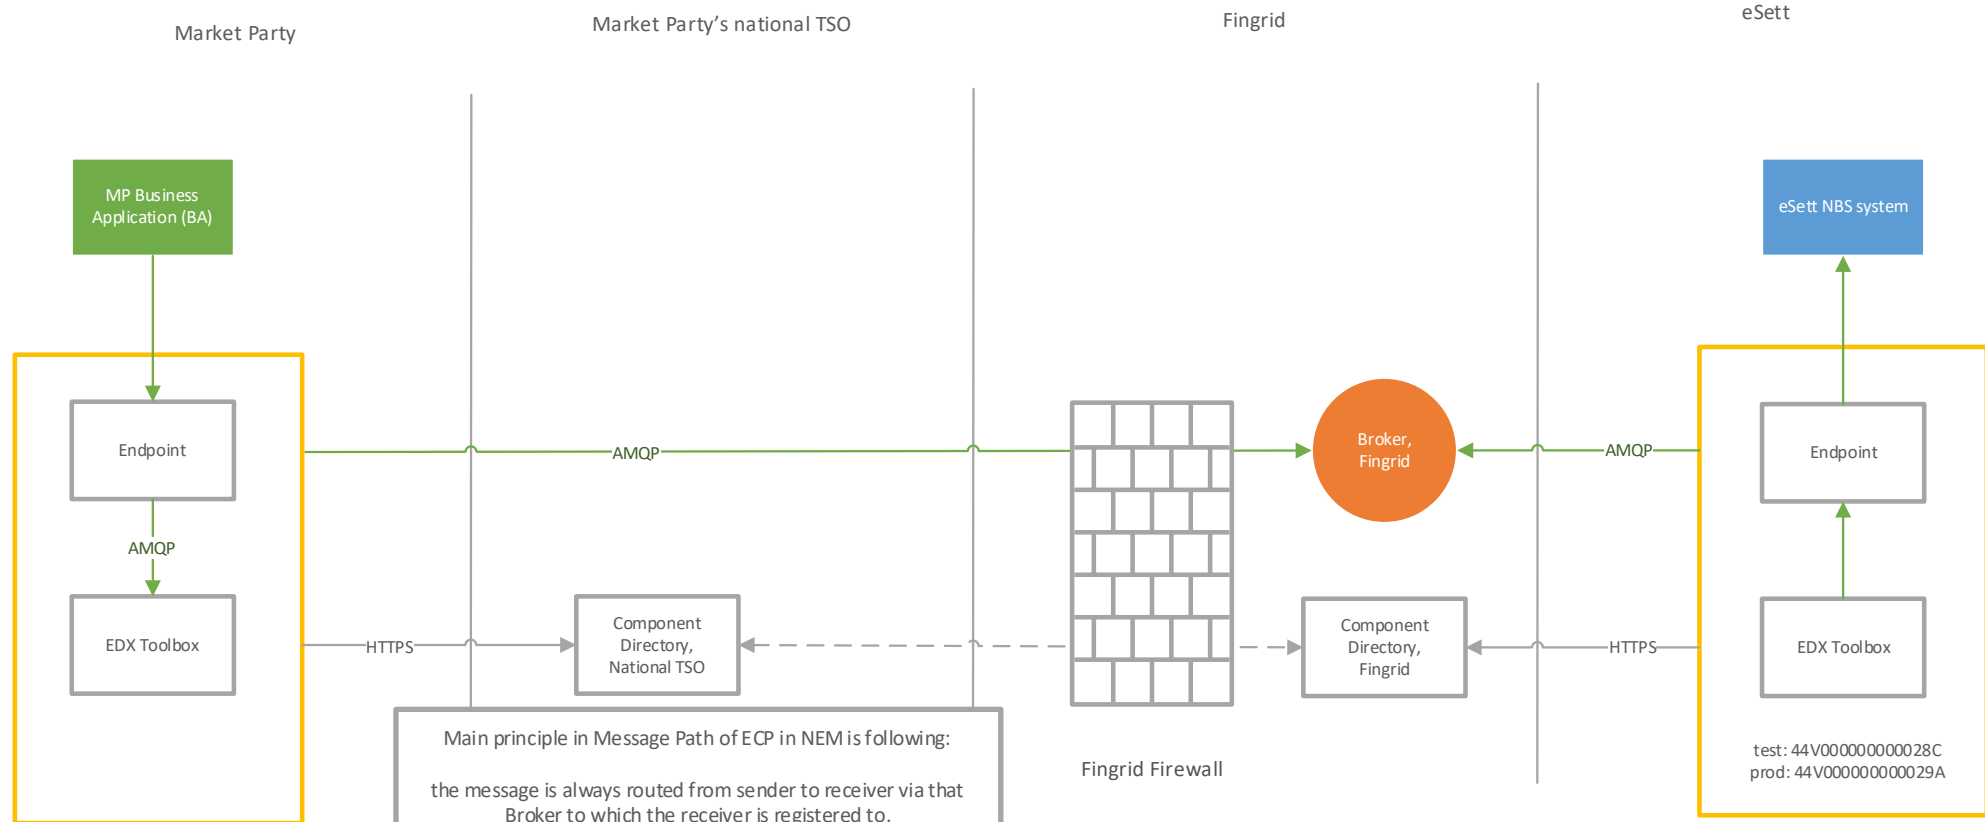 Market Party
Market Party's national TSO
Fingrid
eSett
MP Business
Application (BA)
eSett NBS system
Endpoint
AMQP
Broker,
Fingrid
AMQP
Endpoint
AMQP
EDX Toolbox
HTTPS
Component
Directory,
National TSO
Component
Directory,
Fingrid
HTTPS
EDX Toolbox
Main principle in Message Path of ECP in NEM is following:
the message is always routed from sender to receiver via that
Broker to which the receiver is registered to.
Fingrid Firewall
test: 44V000000000028C
prod: 44V000000000029A